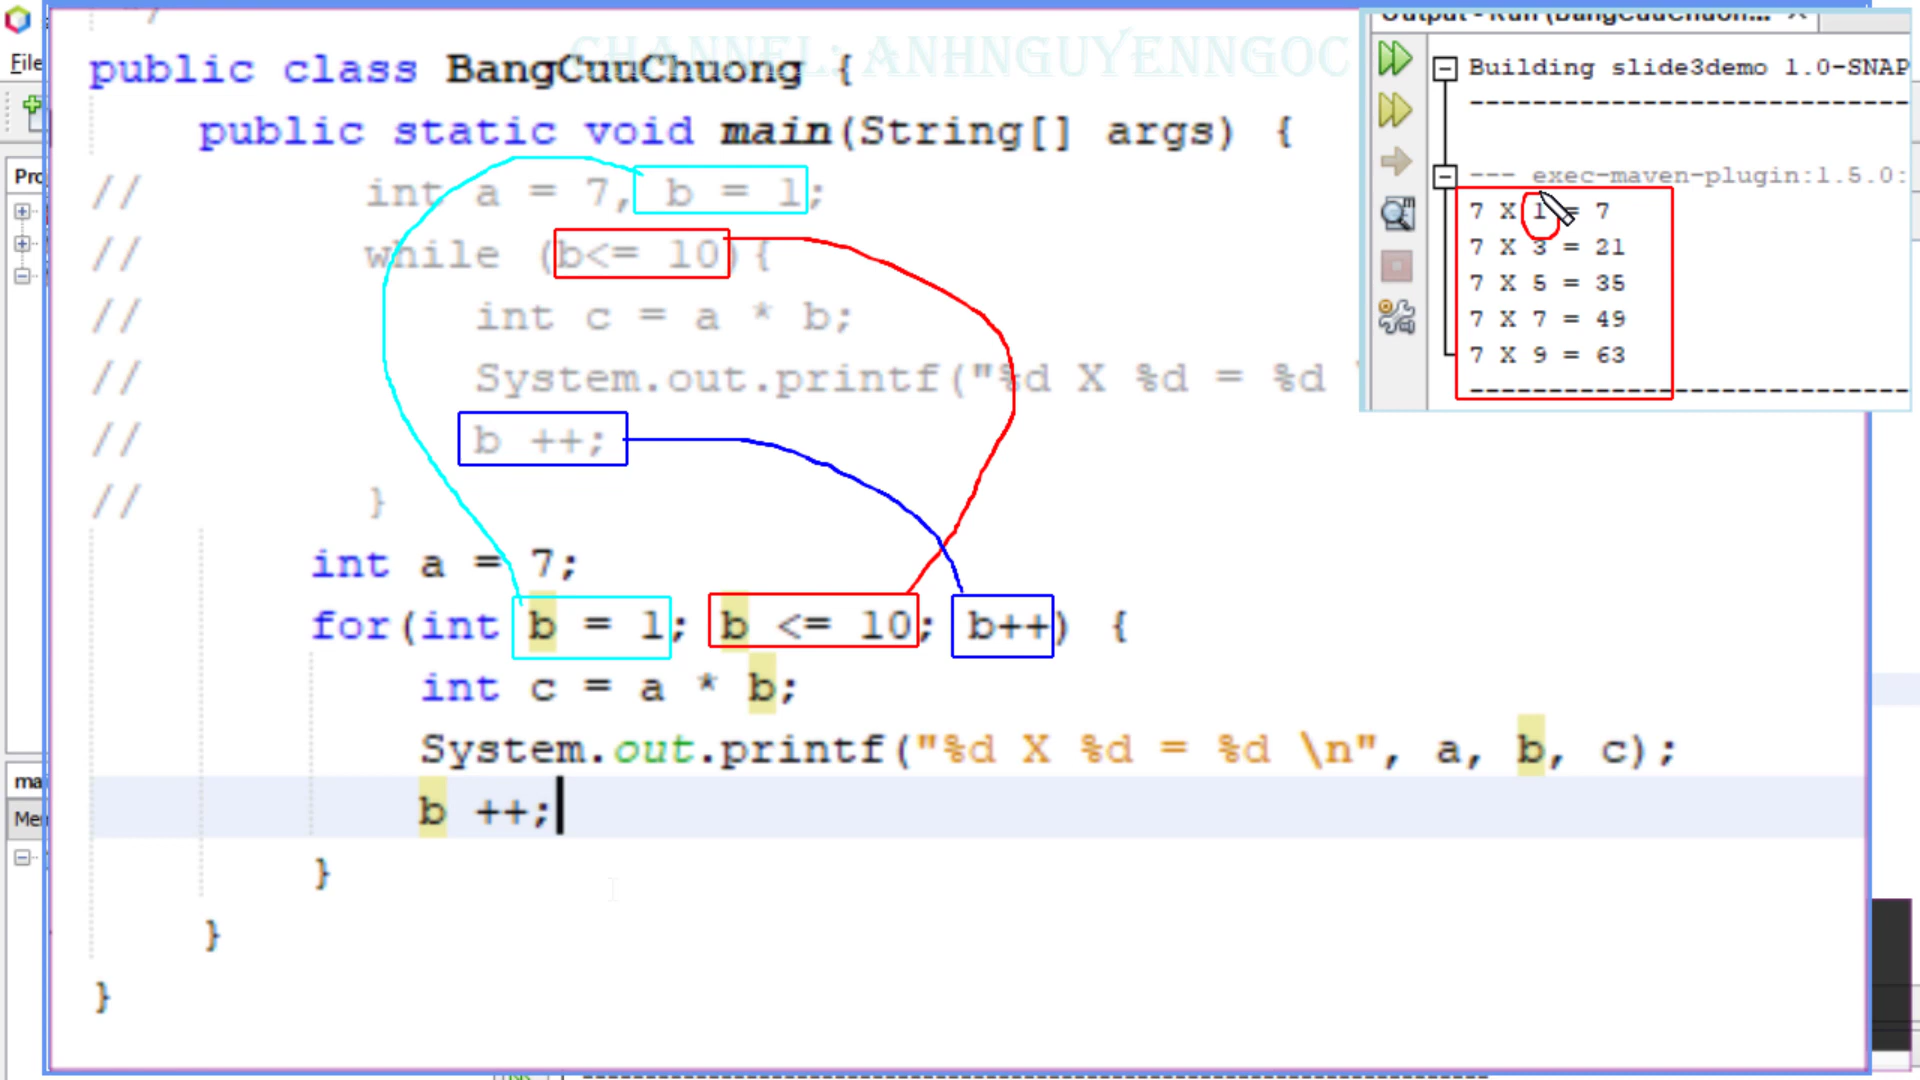 CHANNEL: ANHNGUYENNGOC
File
public class BangCuuChuong {
public static void main(String[] args) {
// int a = 7, b = 1;
// while (b<= 10){
// int c = a * b;
// System.out.printf("%d X %d = %d
// b ++;
// }
int a = 7;
for(int b = 1; b <= 10; b++) {
int c = a * b;
System.out.printf("%d X %d = %d \n", a, b, c);
b ++;
}
}
}
Output - Run (BangCuuChuon... ×
Building slide3demo 1.0-SNAP
------------------------------
--- exec-maven-plugin:1.5.0:
7 X 1 = 7
7 X 3 = 21
7 X 5 = 35
7 X 7 = 49
7 X 9 = 63
------------------------------
Pro
ma
Me